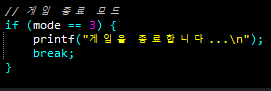 // 게임 종료 모드
if (mode == 3) {
    printf("게임을 종료합니다...\n");
    break;
}